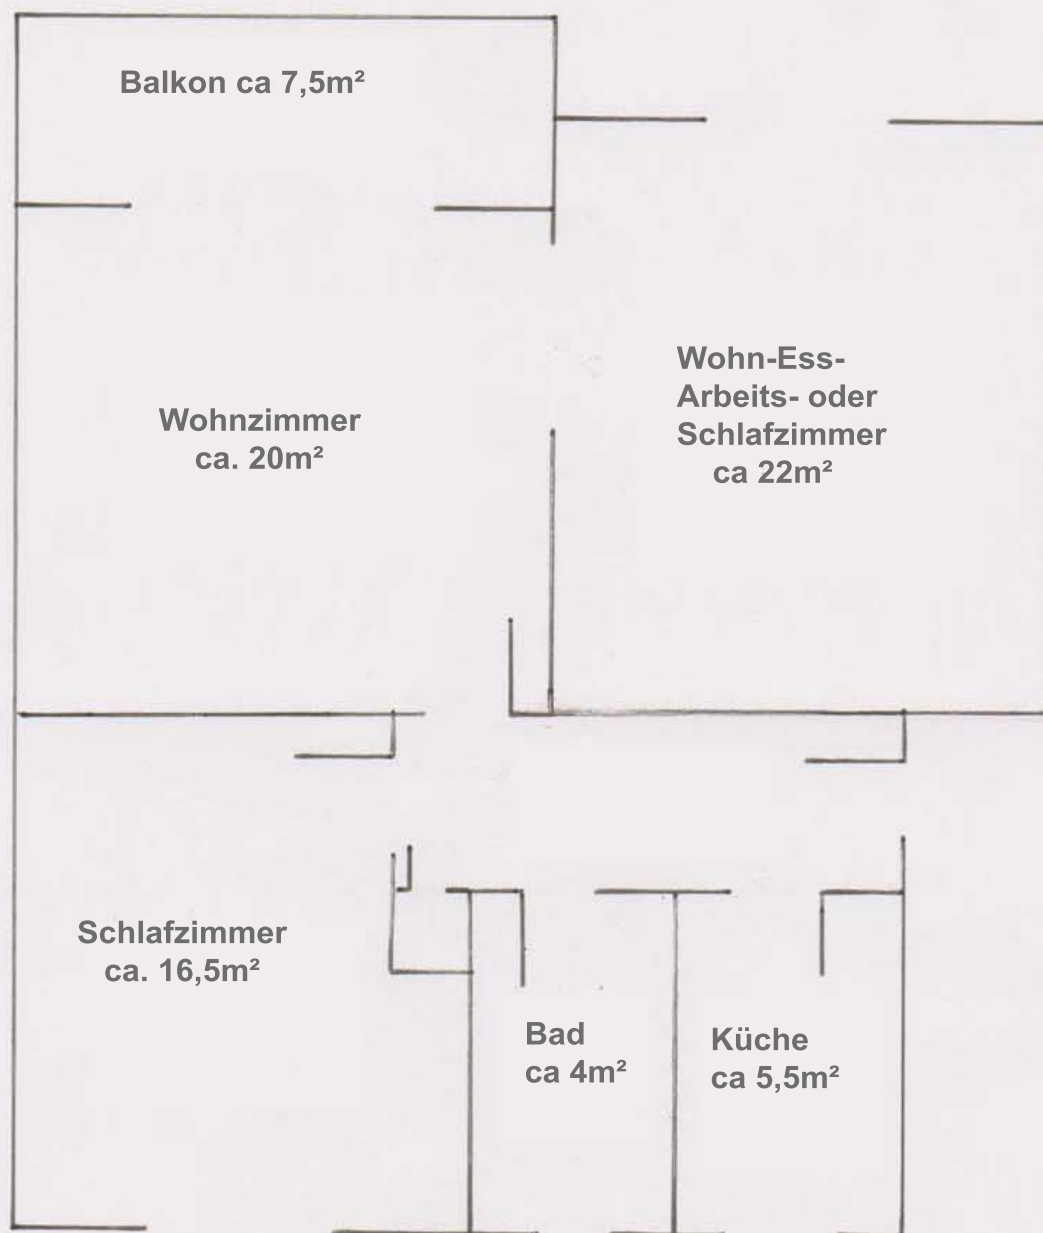 Balkon ca 7,5m²
Wohnzimmer
ca. 20m²
Wohn-Ess-
Arbeits- oder
Schlafzimmer
ca 22m²
Schlafzimmer
ca. 16,5m²
Bad
ca 4m²
Küche
ca 5,5m²